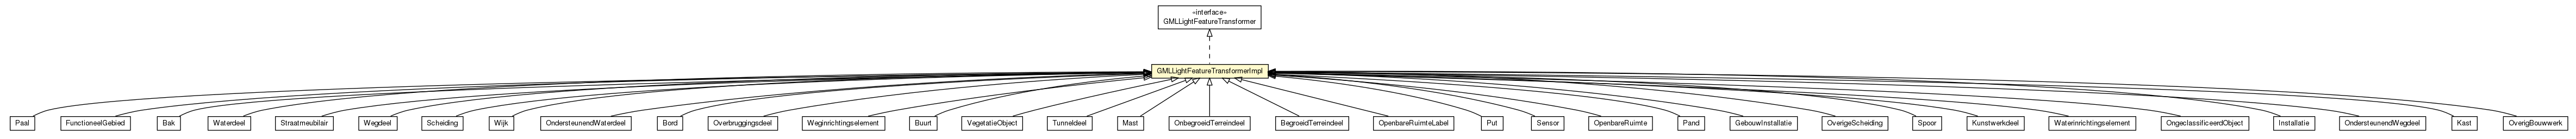 «interface»
GMLLightFeatureTransformer
GMLLightFeatureTransformerImpl
Paal
FunctioneelGebied
Bak
Waterdeel
Straatmeubilair
Wegdeel
Scheiding
Wijk
OndersteunendWaterdeel
Bord
Overbruggingsdeel
Weginrichtingselement
Buurt
VegetatieObject
Tunneldeel
Mast
OnbegroeidTerreindeel
BegroeidTerreindeel
OpenbareRuimteLabel
Put
Sensor
OpenbareRuimte
Pand
GebouwInstallatie
OverigeScheiding
Spoor
Kunstwerkdeel
Waterinrichtingselement
OngeclassificeerdObject
Installatie
OndersteunendWegdeel
Kast
OverigBouwwerk